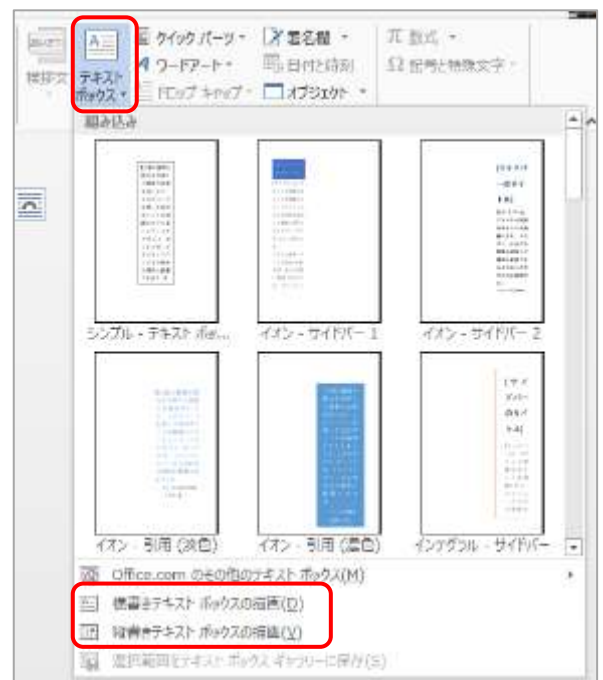 挨拶文
テキスト
ボックス
クイック パーツ
ワードアート
ドロップ キャップ
署名欄
日付と時刻
オブジェクト
π 数式
Ω 記号と特殊文字
組み込み
シンプル - テキスト ボッ...
イオン - サイドバー 1
イオン - サイドバー 2
イオン - 引用 (淡色)
イオン - 引用 (濃色)
インテグラル - サイドバー
Office.com のその他のテキスト ボックス(M)
横書きテキスト ボックスの描画(D)
縦書きテキスト ボックスの描画(V)
選択範囲をテキスト ボックス ギャラリーに保存(S)